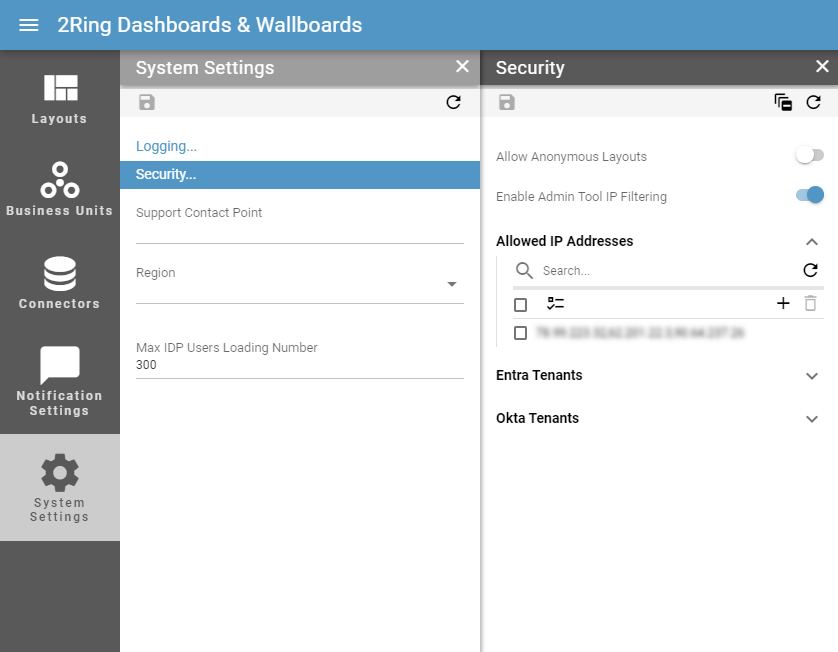 2Ring Dashboards & Wallboards
Layouts
Business Units
Connectors
Notification
Settings
System
Settings
System Settings
Logging...
Security...
Support Contact Point
Region
Max IDP Users Loading Number
300
Security
Allow Anonymous Layouts
Enable Admin Tool IP Filtering
Allowed IP Addresses
Search...
Entra Tenants
Okta Tenants